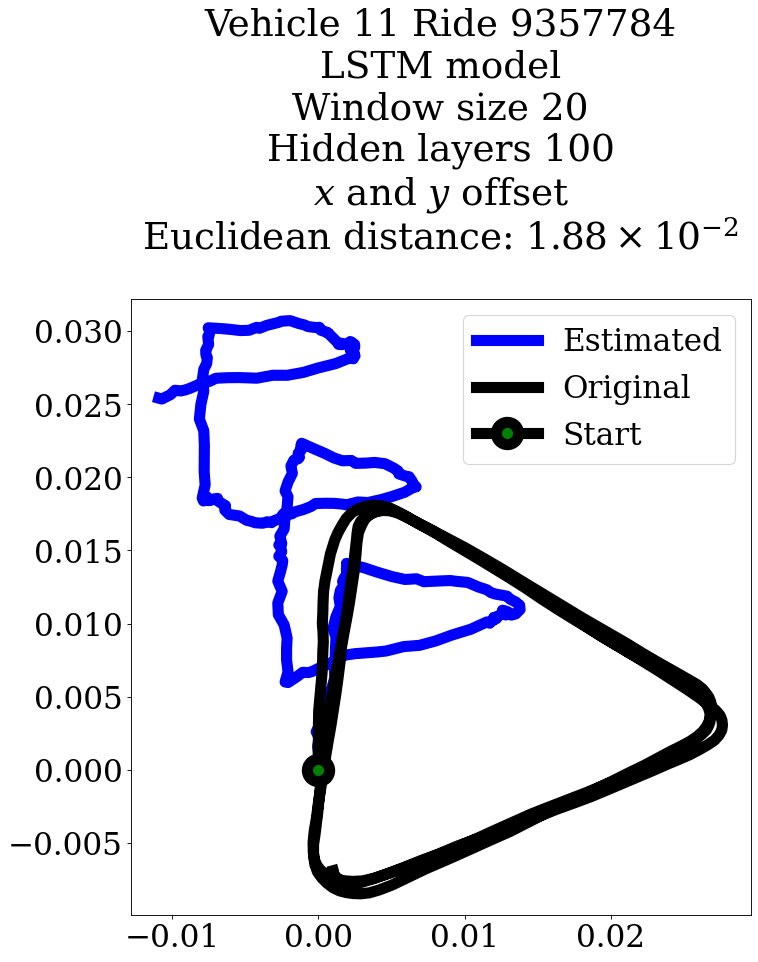 Vehicle 11 Ride 9357784
LSTM model
Window size 20
Hidden layers 100
x and y offset
Euclidean distance: 1.88 × 10⁻²
Estimated
Original
Start
0.030
0.025
0.020
0.015
0.010
0.005
0.000
−0.005
−0.01 0.00 0.01 0.02